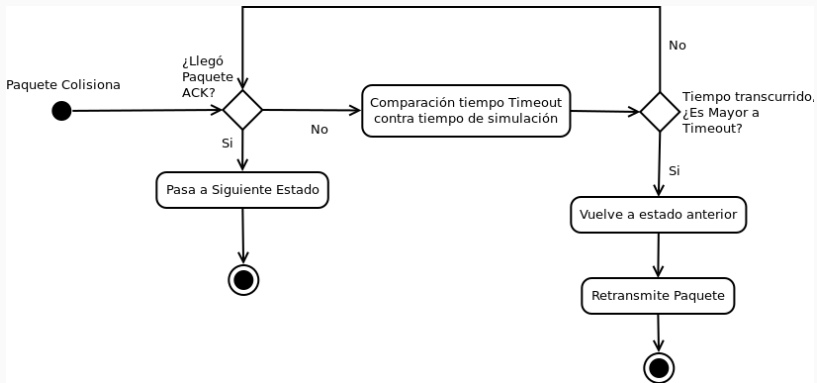 Paquete Colisiona
¿Llegó
Paquete
ACK?
Si
No
Pasa a Siguiente Estado
Comparación tiempo Timeout
contra tiempo de simulación
No
Tiempo transcurrido,
¿Es Mayor a
Timeout?
Si
Vuelve a estado anterior
Retransmite Paquete